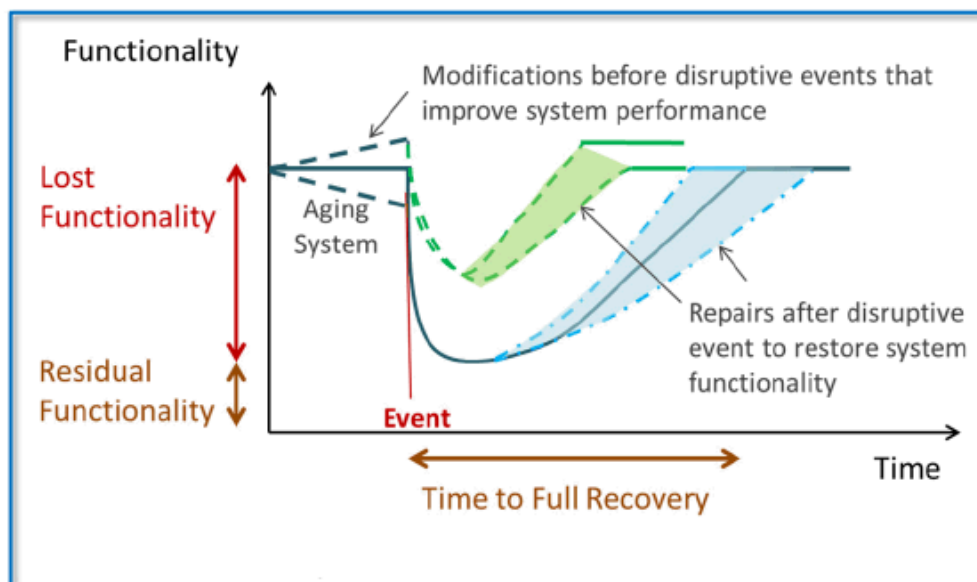 Functionality
Modifications before disruptive events that
improve system performance
Lost
Functionality
Aging
System
Repairs after disruptive
event to restore system
functionality
Residual
Functionality
Event
Time
Time to Full Recovery